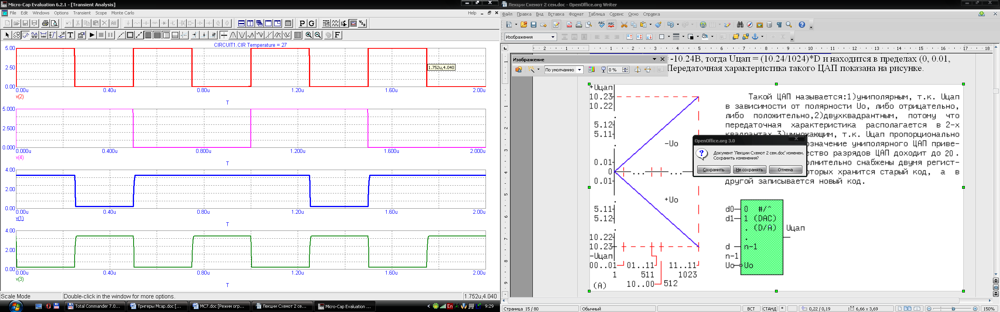 Micro-Cap Evaluation 6.2.1 - [Transient Analysis]
File Edit Windows Options Transient Scope Monte Carlo Help
CIRCUIT1.CIR Temperature = 27
5.00
2.50
0.00
0.00u 0.40u 0.80u 1.20u 1.60u 2.00u
v(2)
T
1.752u,4.040
5.000
2.500
0.000
0.000u 0.400u 0.800u 1.200u 1.600u 2.000u
v(4)
T
4.00
2.00
0.00
0.00u 0.40u 0.80u 1.20u 1.60u 2.00u
v(1)
T
4.00
2.00
0.00
0.00u 0.40u 0.80u 1.20u 1.60u 2.00u
v(3)
T
Scale Mode Double-click in the window for more options. 1.752u,4.040
Total Commander 7.0... Тригеры Мсар.doc [... МС7.doc [Режим огр... Лекции Схемот 2 се... Micro-Cap Evaluation ... En 9:29
Лекции Схемот 2 сем.doc - OpenOffice.org Writer
Файл Правка Вид Вставка Формат Таблица Сервис Окно Справка
Изображения
2 1 1 2 3 4 5 6 7 8 9 10 11 12 13 14 15 16 17 18
Изображение
По умолчанию 0 %
-10.24В, тогда Uцап = (10.24/1024)*D и находится в пределах (0, 0.01,
Передаточная характеристика такого ЦАП показана на рисунке.
+Uцап
10.23
10.22
5.12
5.11
0.01
0
0.01
5.11
5.12
10.22
10.23
-Uцап
-Uo
+Uo
00..01 01..11 11..11
1 511 1023
10..00 512
(А)
Такой ЦАП называется:1)униполярным, т.к. Uцап
в зависимости от полярности Uo, либо отрицательно,
либо положительно,2)двухквадрантным, потому что
передаточная характеристика располагается в 2-х
квадрантах,3)умножающим, т.к. Uцап пропорционально
означение униполярного ЦАП приве-
ество разрядов ЦАП доходит до 20.
олнительно снабжены двумя регист-
оторых хранится старый код, а в
другой записывается новый код.
OpenOffice.org 3.0
Документ 'Лекции Схемот 2 сем.doc' изменен.
Сохранить изменения?
Сохранить Не сохранять Отмена
d0 0 #/^
d1 1 (DAC)
. (D/A) Uцап
.
d n-1
n-1
Uo Uo
Страница 15 / 80 Обычный ВСТ СТАНД * 0,22 / 0,19 6,66 x 3,69 150%